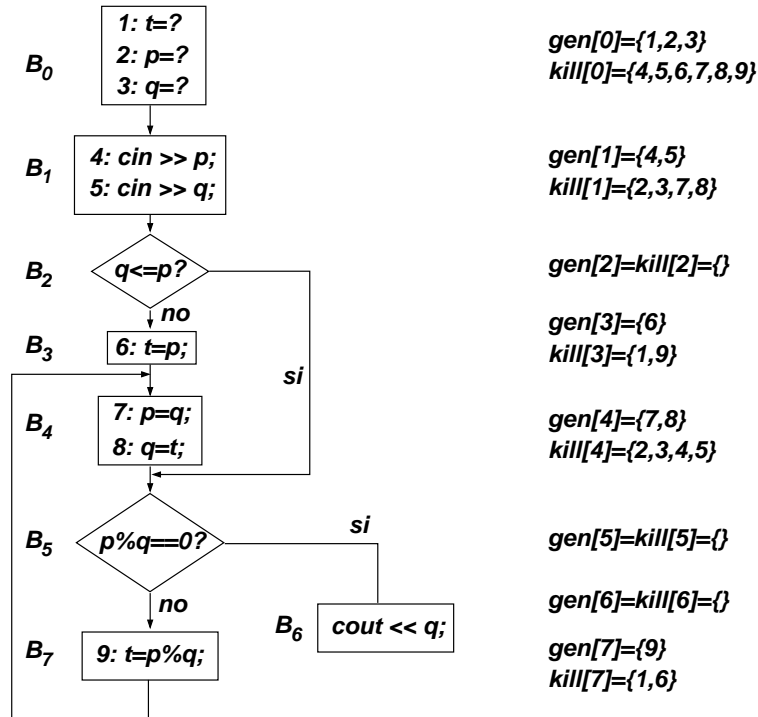 1: t=?
2: p=?
3: q=?
B0
gen[0]={1,2,3}
kill[0]={4,5,6,7,8,9}
4: cin >> p;
5: cin >> q;
B1
gen[1]={4,5}
kill[1]={2,3,7,8}
B2
q<=p?
gen[2]=kill[2]={}
no
si
B3
6: t=p;
gen[3]={6}
kill[3]={1,9}
B4
7: p=q;
8: q=t;
gen[4]={7,8}
kill[4]={2,3,4,5}
B5
p%q==0?
si
gen[5]=kill[5]={}
no
B6
cout << q;
gen[6]=kill[6]={}
B7
9: t=p%q;
gen[7]={9}
kill[7]={1,6}